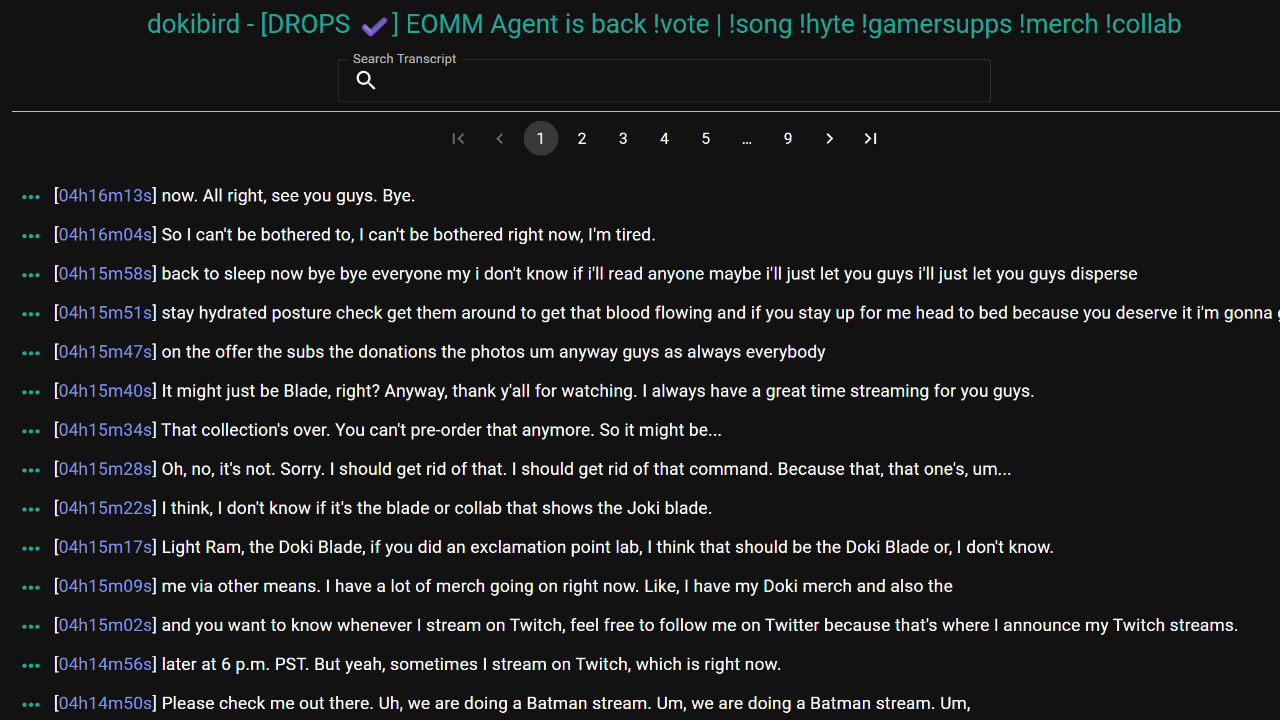 dokibird - [DROPS ✔] EOMM Agent is back !vote | !song !hyte !gamersupps !merch !collab
Search Transcript
1 2 3 4 5 … 9
[04h16m13s] now. All right, see you guys. Bye.
[04h16m04s] So I can't be bothered to, I can't be bothered right now, I'm tired.
[04h15m58s] back to sleep now bye bye everyone my i don't know if i'll read anyone maybe i'll just let you guys i'll just let you guys disperse
[04h15m51s] stay hydrated posture check get them around to get that blood flowing and if you stay up for me head to bed because you deserve it i'm gonna
[04h15m47s] on the offer the subs the donations the photos um anyway guys as always everybody
[04h15m40s] It might just be Blade, right? Anyway, thank y'all for watching. I always have a great time streaming for you guys.
[04h15m34s] That collection's over. You can't pre-order that anymore. So it might be...
[04h15m28s] Oh, no, it's not. Sorry. I should get rid of that. I should get rid of that command. Because that, that one's, um...
[04h15m22s] I think, I don't know if it's the blade or collab that shows the Joki blade.
[04h15m17s] Light Ram, the Doki Blade, if you did an exclamation point lab, I think that should be the Doki Blade or, I don't know.
[04h15m09s] me via other means. I have a lot of merch going on right now. Like, I have my Doki merch and also the
[04h15m02s] and you want to know whenever I stream on Twitch, feel free to follow me on Twitter because that's where I announce my Twitch streams.
[04h14m56s] later at 6 p.m. PST. But yeah, sometimes I stream on Twitch, which is right now.
[04h14m50s] Please check me out there. Uh, we are doing a Batman stream. Um, we are doing a Batman stream. Um,